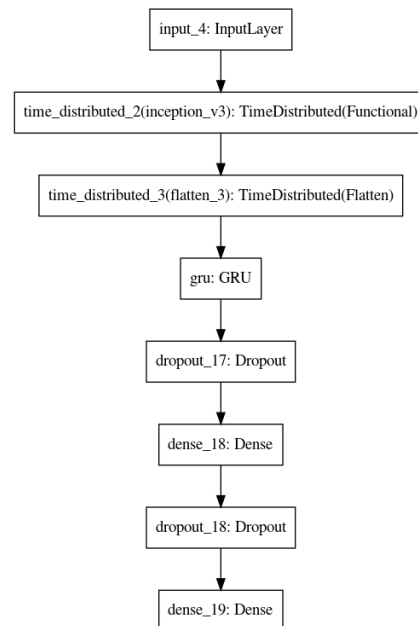 input_4: InputLayer
time_distributed_2(inception_v3): TimeDistributed(Functional)
time_distributed_3(flatten_3): TimeDistributed(Flatten)
gru: GRU
dropout_17: Dropout
dense_18: Dense
dropout_18: Dropout
dense_19: Dense